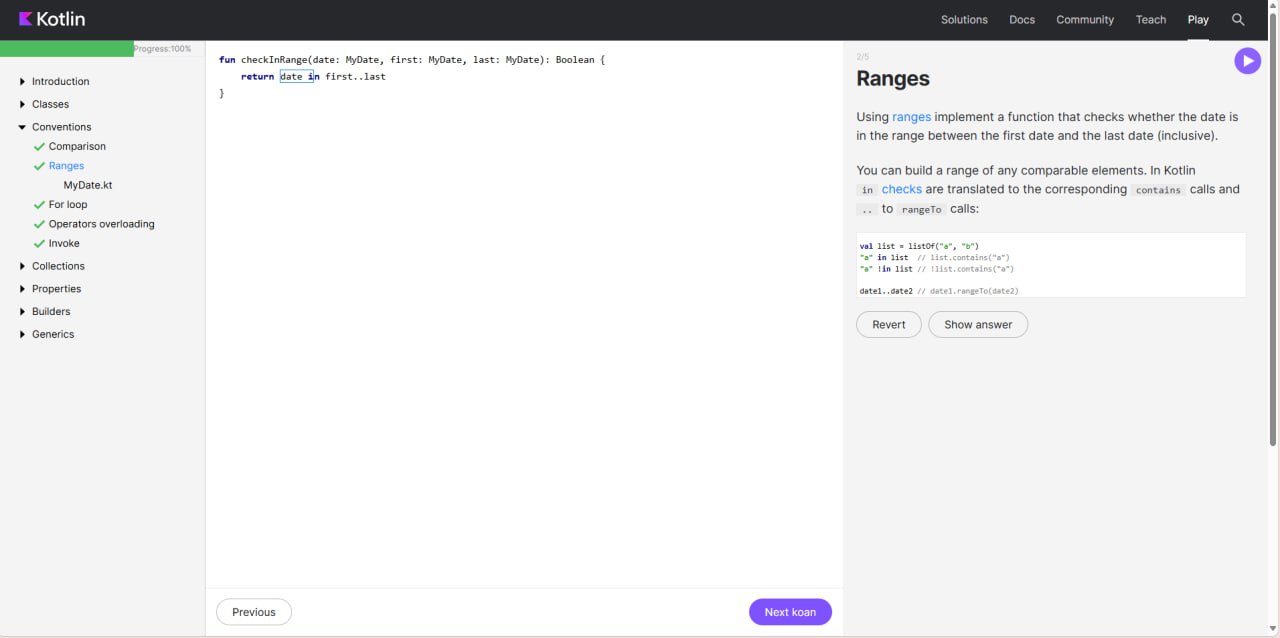 Kotlin
Solutions
Docs
Community
Teach
Play
Progress:100%
Introduction
Classes
Conventions
Comparison
Ranges
MyDate.kt
For loop
Operators overloading
Invoke
Collections
Properties
Builders
Generics
fun checkInRange(date: MyDate, first: MyDate, last: MyDate): Boolean {
    return date in first..last
}
Previous
Next koan
2/5
Ranges
Using ranges implement a function that checks whether the date is
in the range between the first date and the last date (inclusive).
You can build a range of any comparable elements. In Kotlin
in checks are translated to the corresponding contains calls and
.. to rangeTo calls:
val list = listOf("a", "b")
"a" in list  // list.contains("a")
"a" !in list // !list.contains("a")
date1..date2 // date1.rangeTo(date2)
Revert
Show answer